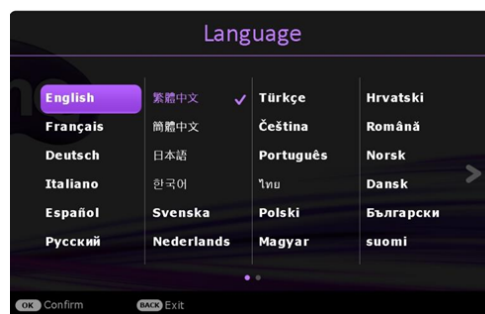 Language
English
Français
Deutsch
Italiano
Español
Русский
繁體中文
簡體中文
日本語
한국어
Svenska
Nederlands
Türkçe
Čeština
Português
ไทย
Polski
Magyar
Hrvatski
Română
Norsk
Dansk
Български
suomi
OK Confirm
BACK Exit